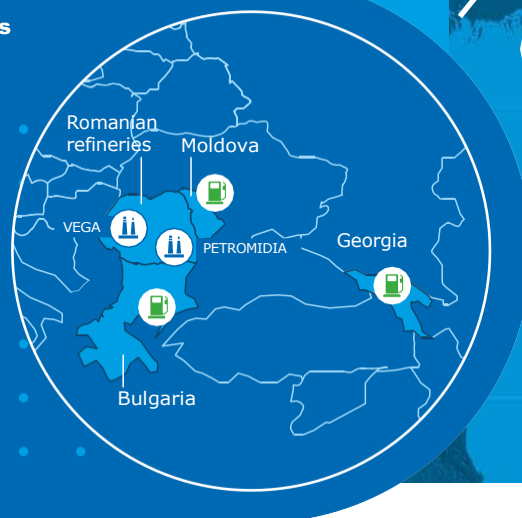 s
Romanian
refineries
Moldova
VEGA
PETROMIDIA
Georgia
Bulgaria